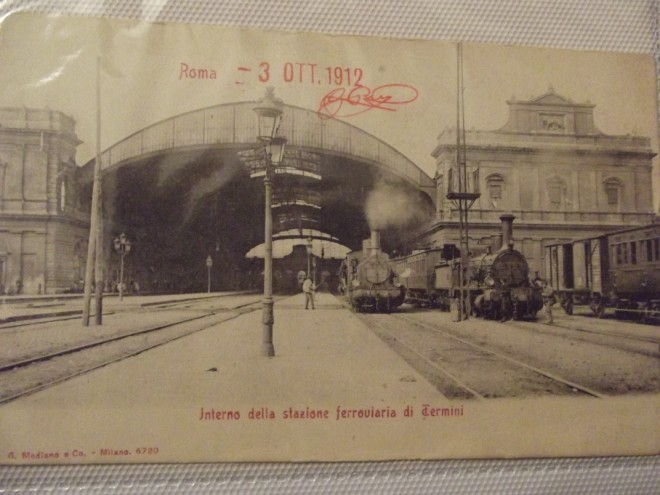 Roma - 3 OTT. 1912
Interno della stazione ferroviaria di Termini
G. Modiano e Co. - Milano. 6720